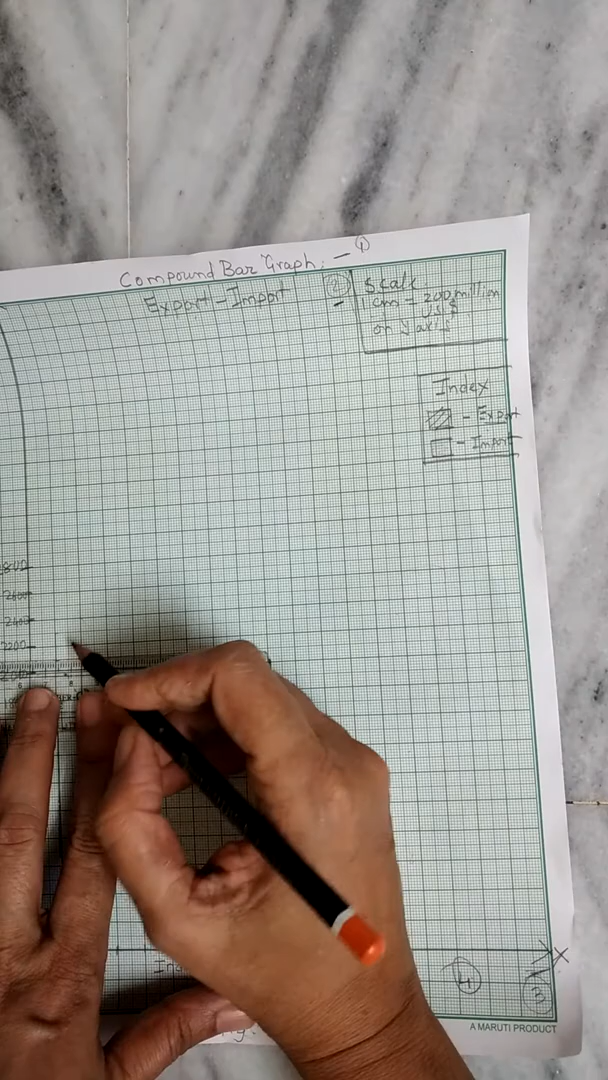 Compound Bar Graph :- ①
Export - Import
②
Scale
1 cm = 200 million
US $
on Y axis
Index
- Export
- Import
2600
2400
2200
X
④
③
A MARUTI PRODUCT